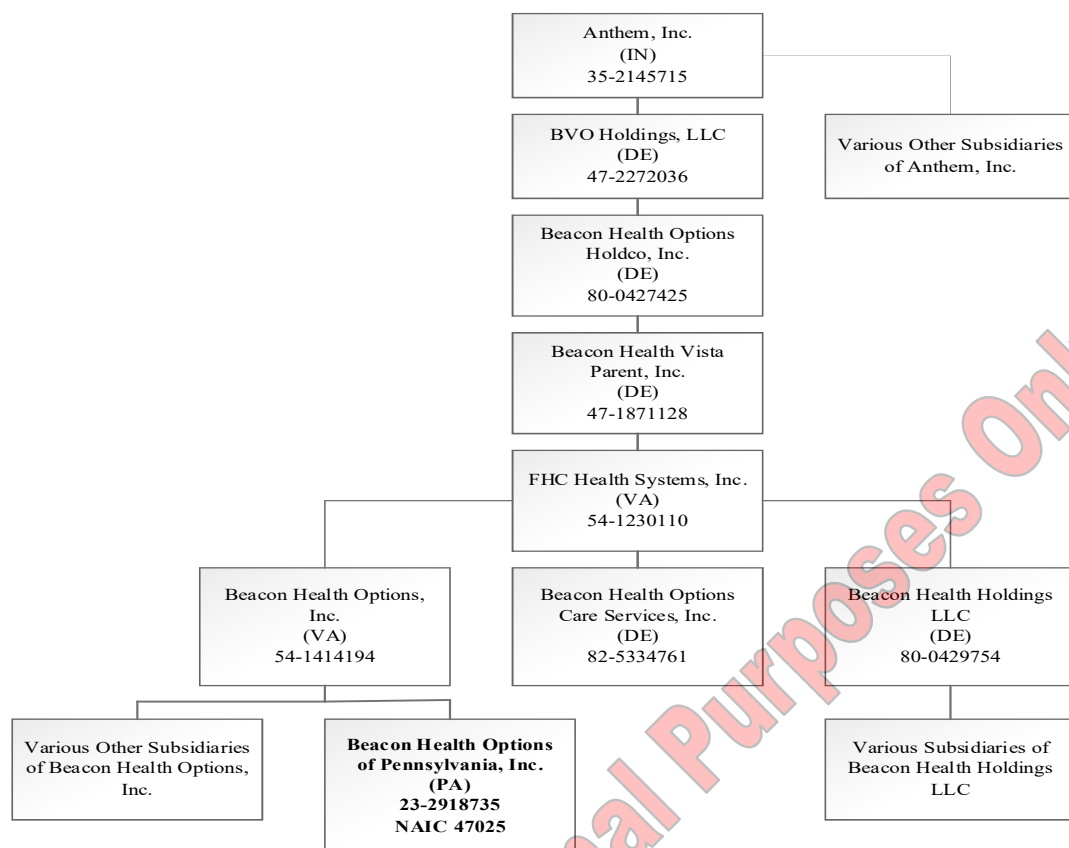 Anthem, Inc.
(IN)
35-2145715
BVO Holdings, LLC
(DE)
47-2272036
Various Other Subsidiaries
of Anthem, Inc.
Beacon Health Options
Holdco, Inc.
(DE)
80-0427425
Beacon Health Vista
Parent, Inc.
(DE)
47-1871128
FHC Health Systems, Inc.
(VA)
54-1230110
Beacon Health Options,
Inc.
(VA)
54-1414194
Beacon Health Options
Care Services, Inc.
(DE)
82-5334761
Beacon Health Holdings
LLC
(DE)
80-0429754
Various Other Subsidiaries
of Beacon Health Options,
Inc.
Beacon Health Options
of Pennsylvania, Inc.
(PA)
23-2918735
NAIC 47025
Various Subsidiaries of
Beacon Health Holdings
LLC
Purposes